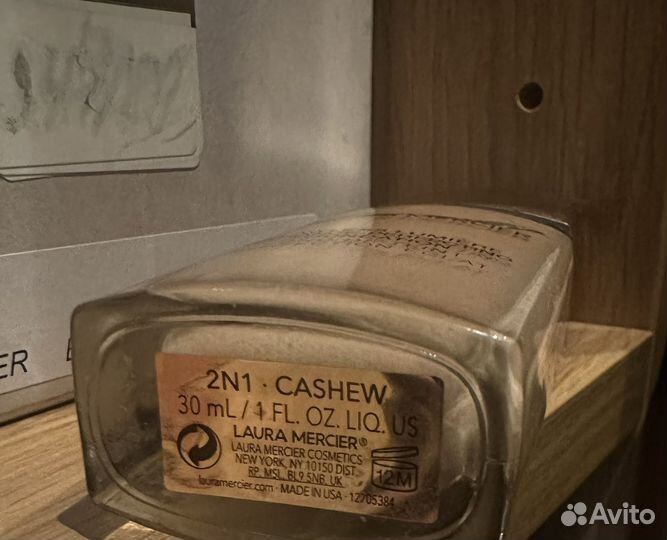 MERCIER
ER
2N1 · CASHEW
30 mL / 1 FL. OZ. LIQ. US
LAURA MERCIER®
LAURA MERCIER COSMETICS
NEW YORK, NY 10150 DIST.
RP. MSL, BL9 5NB, UK
lauramercier.com · MADE IN USA · 12705384
12M
Avito